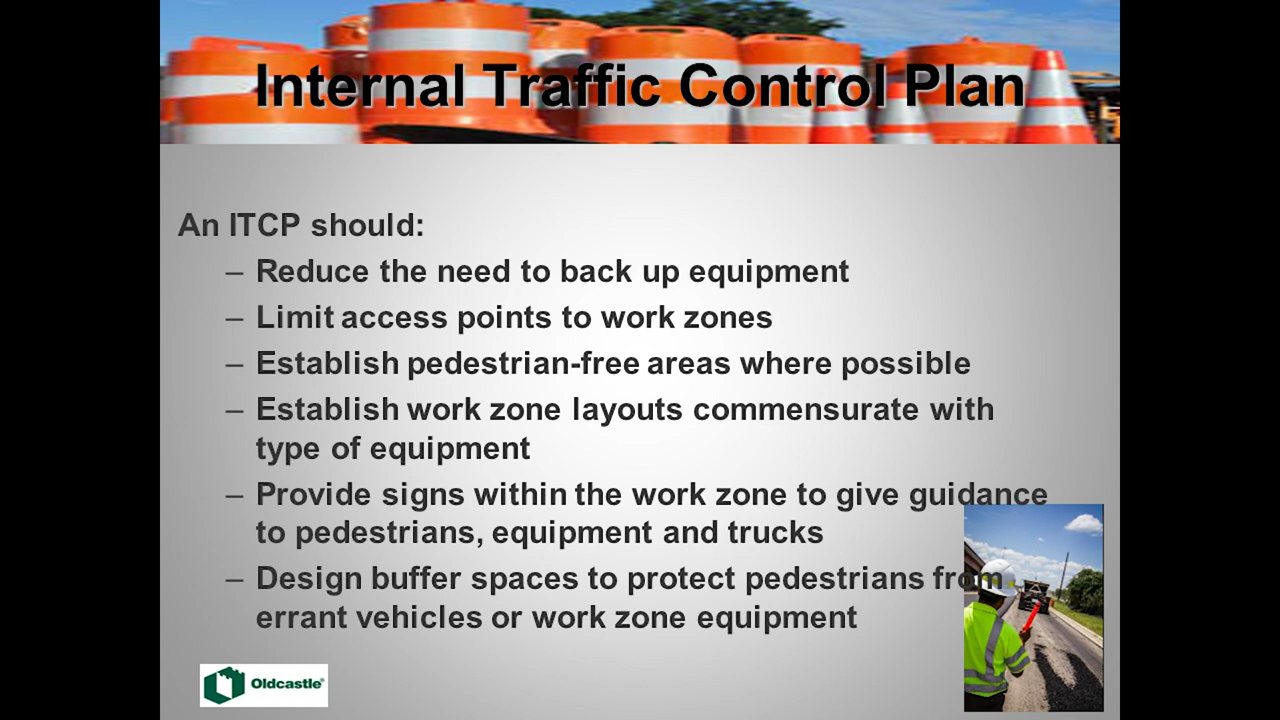 Internal Traffic Control Plan
An ITCP should:
– Reduce the need to back up equipment
– Limit access points to work zones
– Establish pedestrian-free areas where possible
– Establish work zone layouts commensurate with
type of equipment
– Provide signs within the work zone to give guidance
to pedestrians, equipment and trucks
– Design buffer spaces to protect pedestrians from
errant vehicles or work zone equipment
Oldcastle®